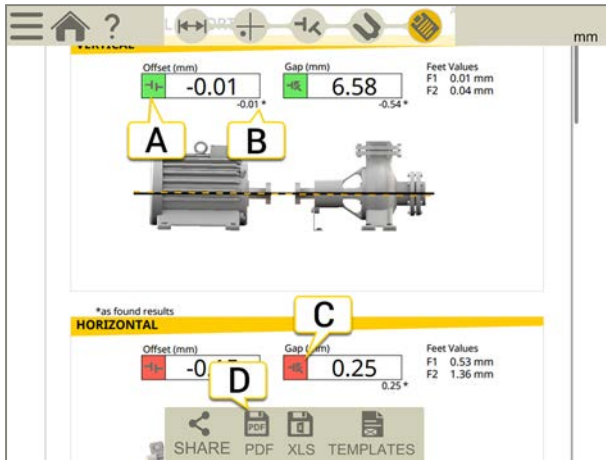 ?
mm
VERTICAL
Offset (mm)
-0.01
-0.01 *
Gap (mm)
6.58
-0.54 *
Feet Values
F1 0.01 mm
F2 0.04 mm
A
B
*as found results
HORIZONTAL
C
Offset (mm)
Feet Values
F1 0.53 mm
F2 1.36 mm
0.25
0.25 *
D
PDF
SHARE PDF XLS TEMPLATES